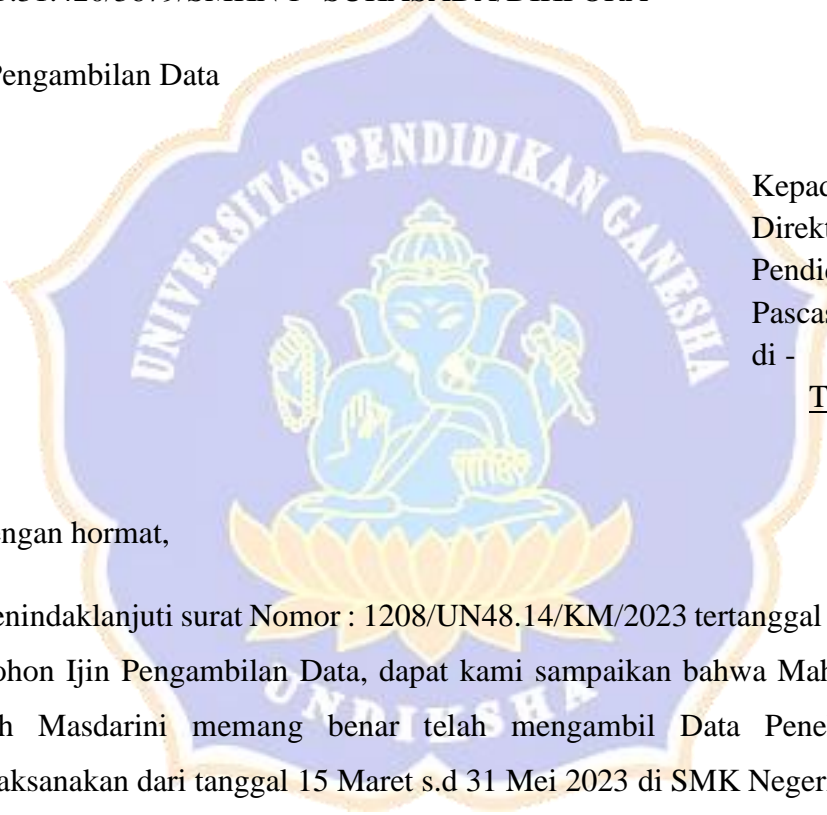 Pengambilan Data
UNIVERSITAS PENDIDIKAN GANESHA
Kepad
Direkt
Pendid
Pascas
di -
T
ngan hormat,
enindaklanjuti surat Nomor : 1208/UN48.14/KM/2023 tertanggal
ohon Ijin Pengambilan Data, dapat kami sampaikan bahwa Mah
h Masdarini memang benar telah mengambil Data Pene
aksanakan dari tanggal 15 Maret s.d 31 Mei 2023 di SMK Negeri
UNDIKSHA